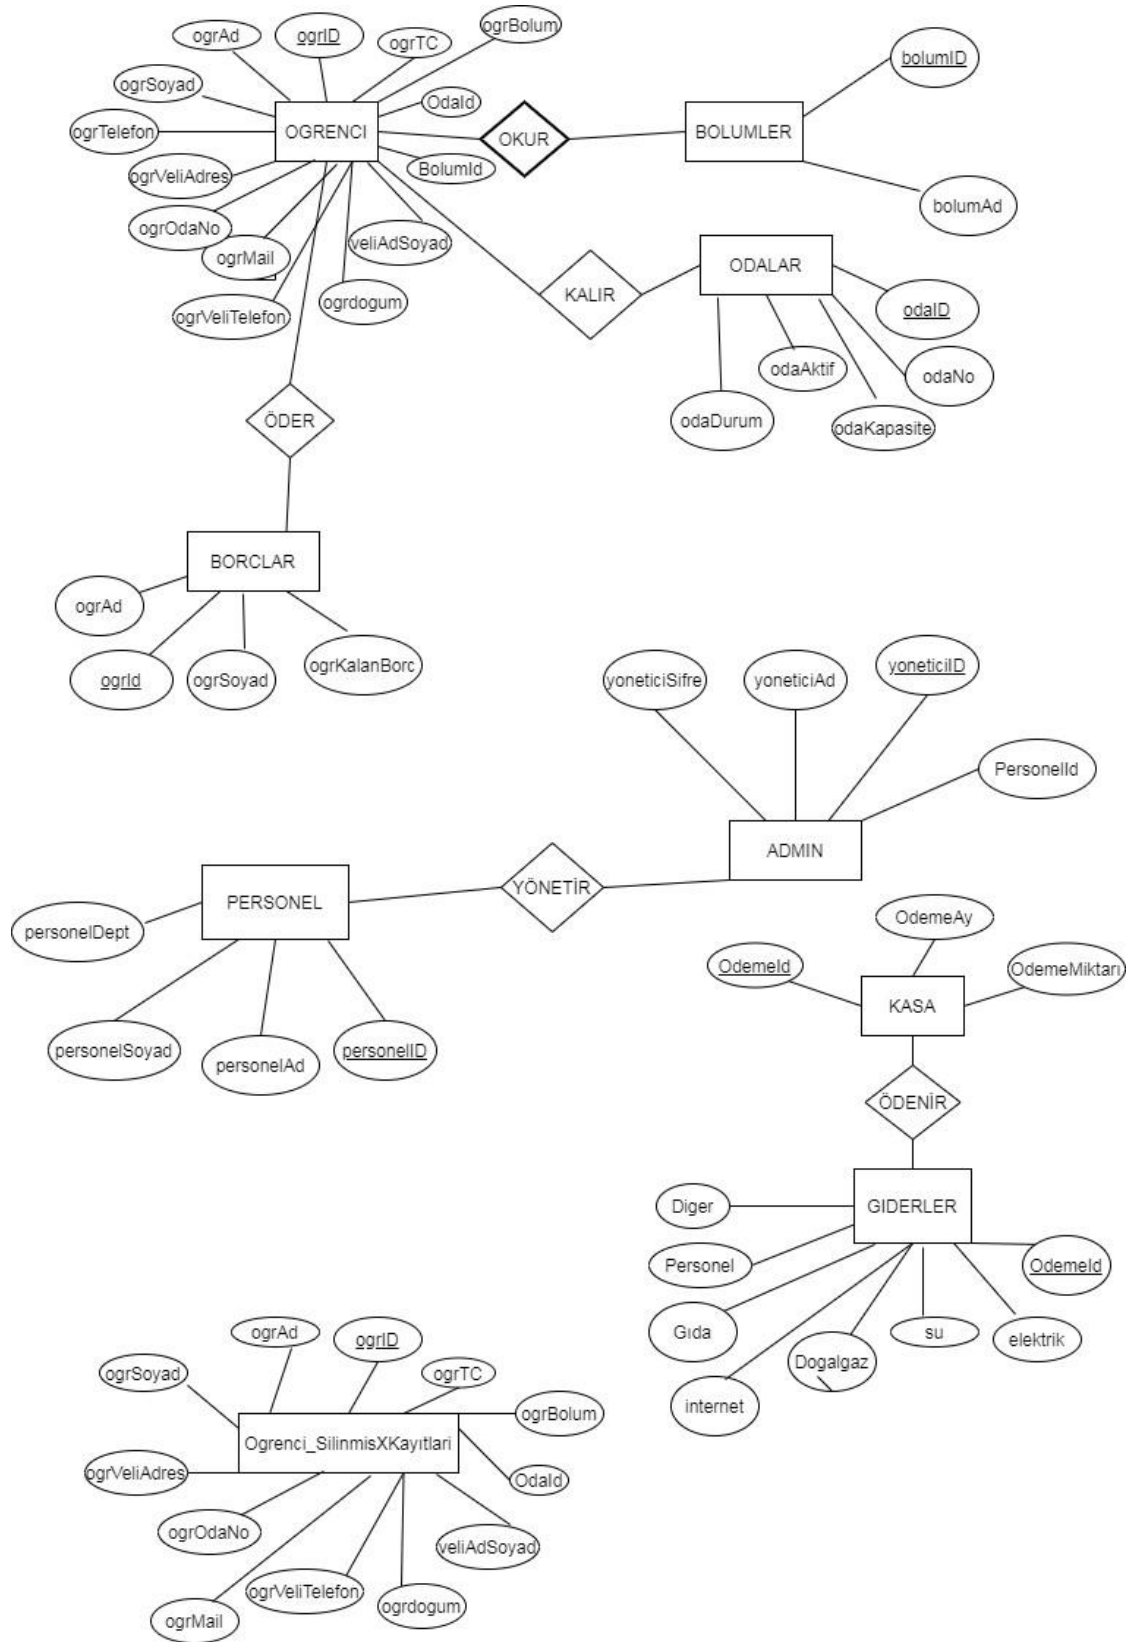 ogrAd
ogrID
ogrTC
ogrBolum
ogrSoyad
OdaId
ogrTelefon
OGRENCI
OKUR
BOLUMLER
bolumID
bolumAd
ogrVeliAdres
BolumId
ogrOdaNo
ogrMail
veliAdSoyad
ogrVeliTelefon
ogrdogum
KALIR
ODALAR
odaID
odaNo
odaAktif
odaDurum
odaKapasite
ÖDER
BORCLAR
ogrAd
ogrId
ogrSoyad
ogrKalanBorc
yoneticiSifre
yoneticiAd
yoneticiID
PersonelId
ADMIN
YÖNETİR
PERSONEL
personelDept
personelSoyad
personelAd
personelID
OdemeAy
OdemeId
OdemeMiktarı
KASA
ÖDENİR
GIDERLER
Diger
Personel
Gıda
internet
Dogalgaz
su
elektrik
OdemeId
ogrAd
ogrID
ogrTC
ogrSoyad
ogrBolum
Ogrenci_SilinmisXKayıtlari
ogrVeliAdres
OdaId
ogrOdaNo
veliAdSoyad
ogrVeliTelefon
ogrdogum
ogrMail